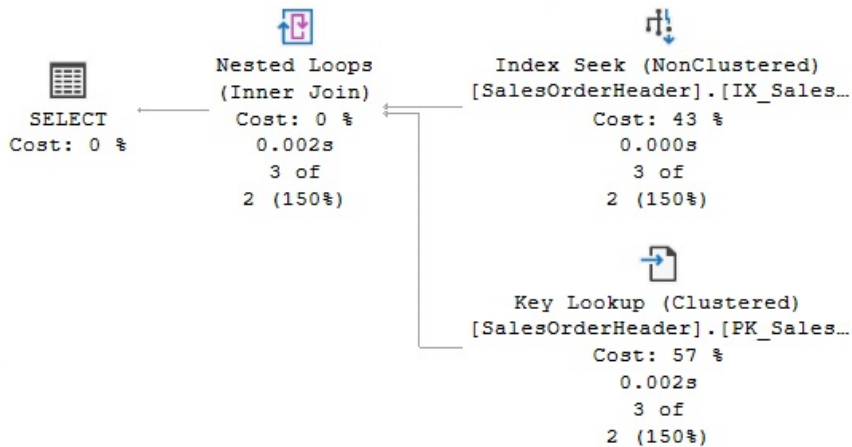 SELECT
Cost: 0 %
Nested Loops
(Inner Join)
Cost: 0 %
0.002s
3 of
2 (150%)
Index Seek (NonClustered)
[SalesOrderHeader].[IX_Sales…
Cost: 43 %
0.000s
3 of
2 (150%)
Key Lookup (Clustered)
[SalesOrderHeader].[PK_Sales…
Cost: 57 %
0.002s
3 of
2 (150%)